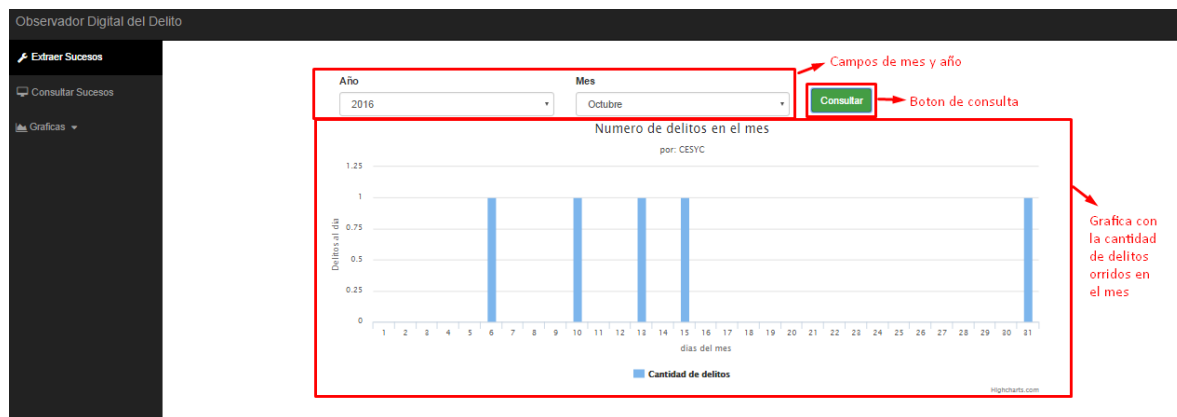 Observador Digital del Delito
Extraer Sucesos
Consultar Sucesos
Graficas
Año
Mes
2016
Octubre
Consultar
Campos de mes y año
Boton de consulta
Numero de delitos en el mes
por: CESYC
1.25
1
0.75
0.5
0.25
0
Delitos al día
1 2 3 4 5 6 7 8 9 10 11 12 13 14 15 16 17 18 19 20 21 22 23 24 25 26 27 28 29 30 31
dias del mes
Cantidad de delitos
Highcharts.com
Grafica con
la cantidad
de delitos
orridos en
el mes